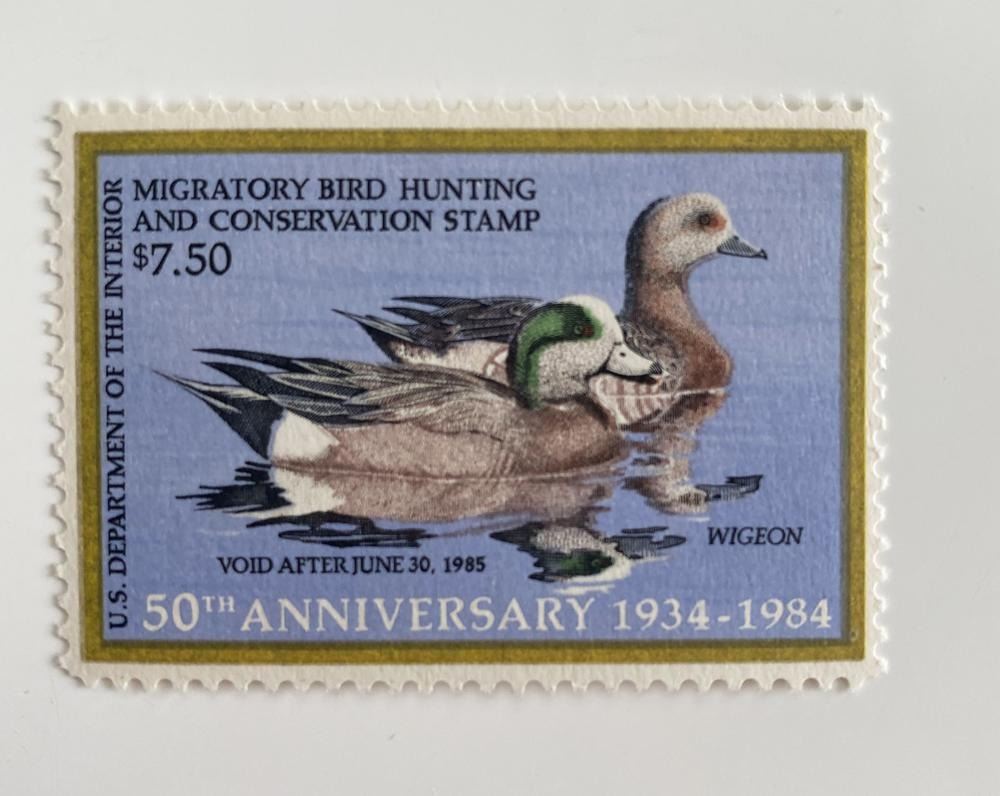 MIGRATORY BIRD HUNTING
AND CONSERVATION STAMP
$7.50
U.S. DEPARTMENT OF THE INTERIOR
WIGEON
VOID AFTER JUNE 30, 1985
50TH ANNIVERSARY 1934-1984